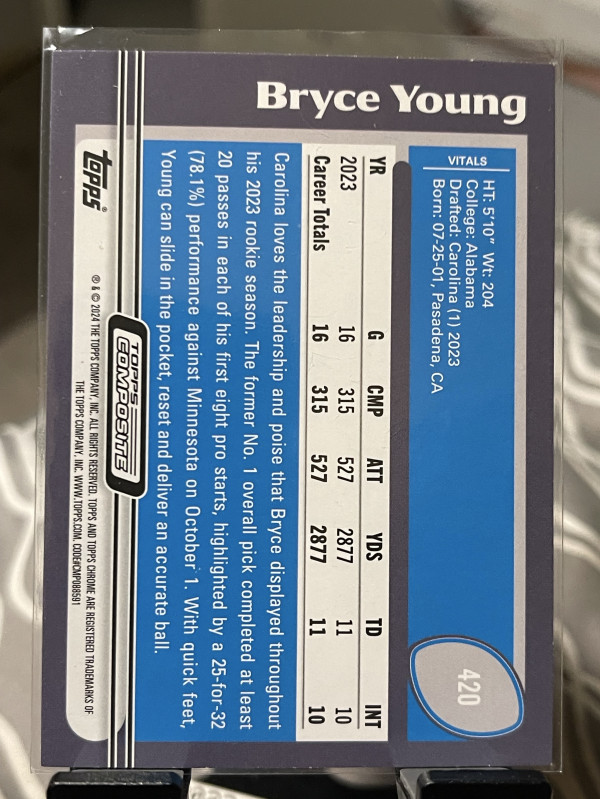 Bryce Young
VITALS
HT: 5'10" Wt: 204
College: Alabama
Drafted: Carolina (1) 2023
Born: 07-25-01, Pasadena, CA
420
YR G CMP ATT YDS TD INT
2023 16 315 527 2877 11 10
Career Totals 16 315 527 2877 11 10
Carolina loves the leadership and poise that Bryce displayed throughout
his 2023 rookie season. The former No. 1 overall pick completed at least
20 passes in each of his first eight pro starts, highlighted by a 25-for-32
(78.1%) performance against Minnesota on October 1. With quick feet,
Young can slide in the pocket, reset and deliver an accurate ball.
TOPPS
COMPOSITE
topps®
® & © 2024 THE TOPPS COMPANY, INC. ALL RIGHTS RESERVED. TOPPS AND TOPPS CHROME ARE REGISTERED TRADEMARKS OF
THE TOPPS COMPANY, INC. WWW.TOPPS.COM. CODE#CMP088591